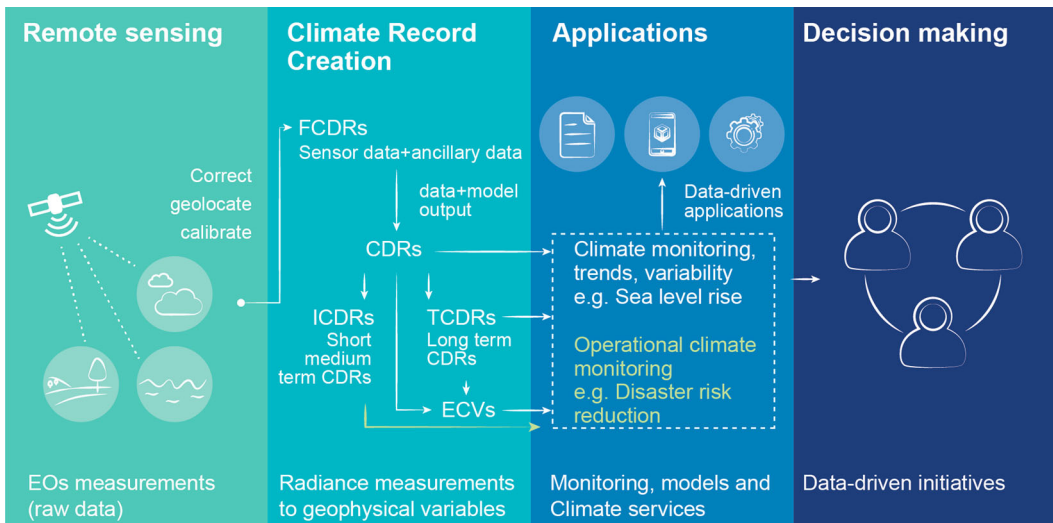 Remote sensing
Correct
geolocate
calibrate
EOs measurements
(raw data)
Climate Record
Creation
FCDRs
Sensor data+ancillary data
data+model
output
CDRs
ICDRs
Short
medium
term CDRs
TCDRs
Long term
CDRs
ECVs
Radiance measurements
to geophysical variables
Applications
Data-driven
applications
Climate monitoring,
trends, variability
e.g. Sea level rise
Operational climate
monitoring
e.g. Disaster risk
reduction
Monitoring, models and
Climate services
Decision making
Data-driven initiatives